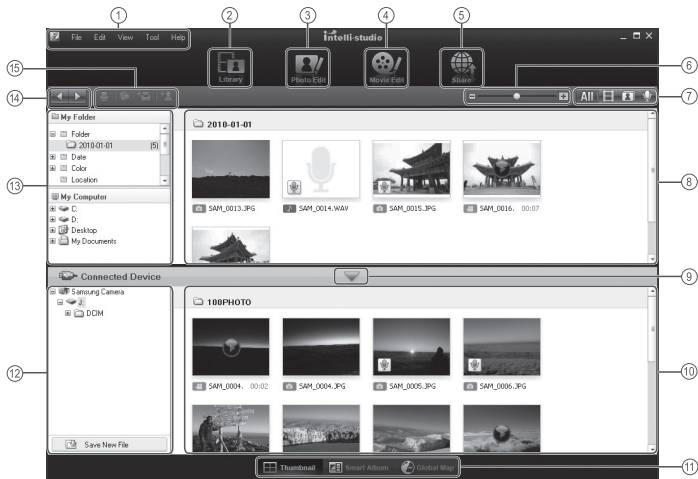 1 2 3 4 5
File Edit View Tool Help
intelli-studio
Library
Photo Edit
Movie Edit
Share
15
6
14
All
7
My Folder
Folder
2010-01-01 (5)
Date
Color
Location
2010-01-01
SAM_0013.JPG
SAM_0014.WAV
SAM_0015.JPG
SAM_0016. 00:07
8
13
My Computer
C:
D:
Desktop
My Documents
Connected Device
9
Samsung Camera
J:
DCIM
100PHOTO
SAM_0004. 00:02
SAM_0004.JPG
SAM_0005.JPG
SAM_0006.JPG
12
10
Save New File
Thumbnail
Smart Album
Global Map
11